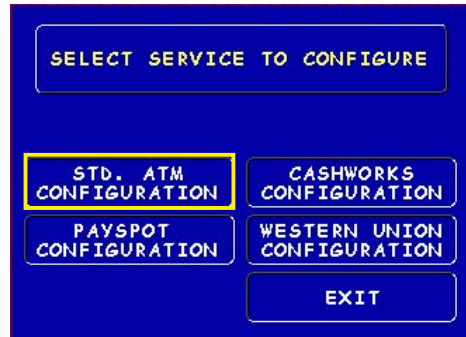 SELECT SERVICE TO CONFIGURE
STD. ATM
CONFIGURATION
CASHWORKS
CONFIGURATION
PAYSPOT
CONFIGURATION
WESTERN UNION
CONFIGURATION
EXIT